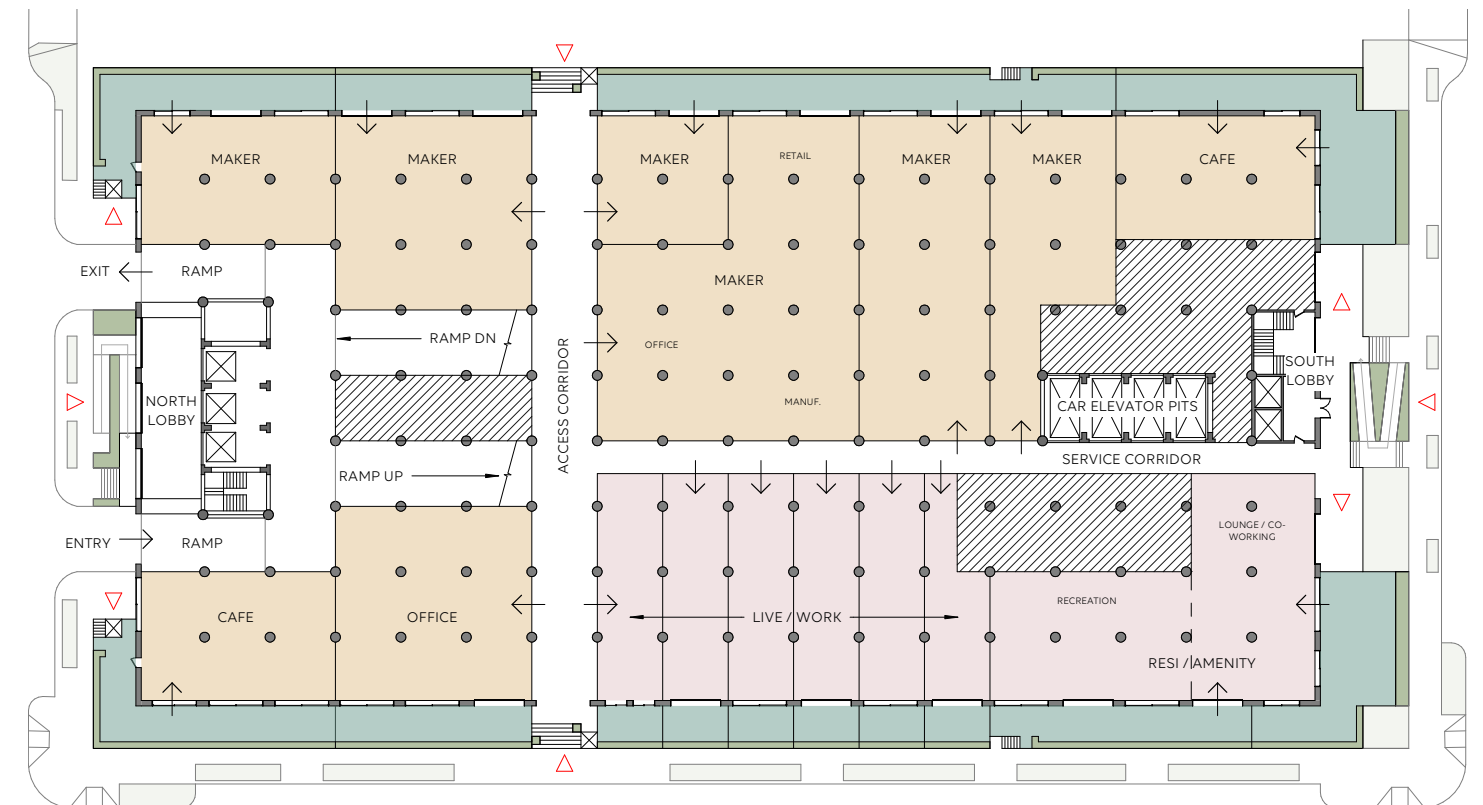 MAKER
MAKER
MAKER
RETAIL
MAKER
MAKER
CAFE
EXIT
RAMP
MAKER
RAMP DN
OFFICE
ACCESS CORRIDOR
SOUTH
LOBBY
NORTH
LOBBY
MANUF.
CAR ELEVATOR PITS
SERVICE CORRIDOR
RAMP UP
LOUNGE / CO-
WORKING
ENTRY
RAMP
RECREATION
CAFE
OFFICE
LIVE / WORK
RESI / AMENITY